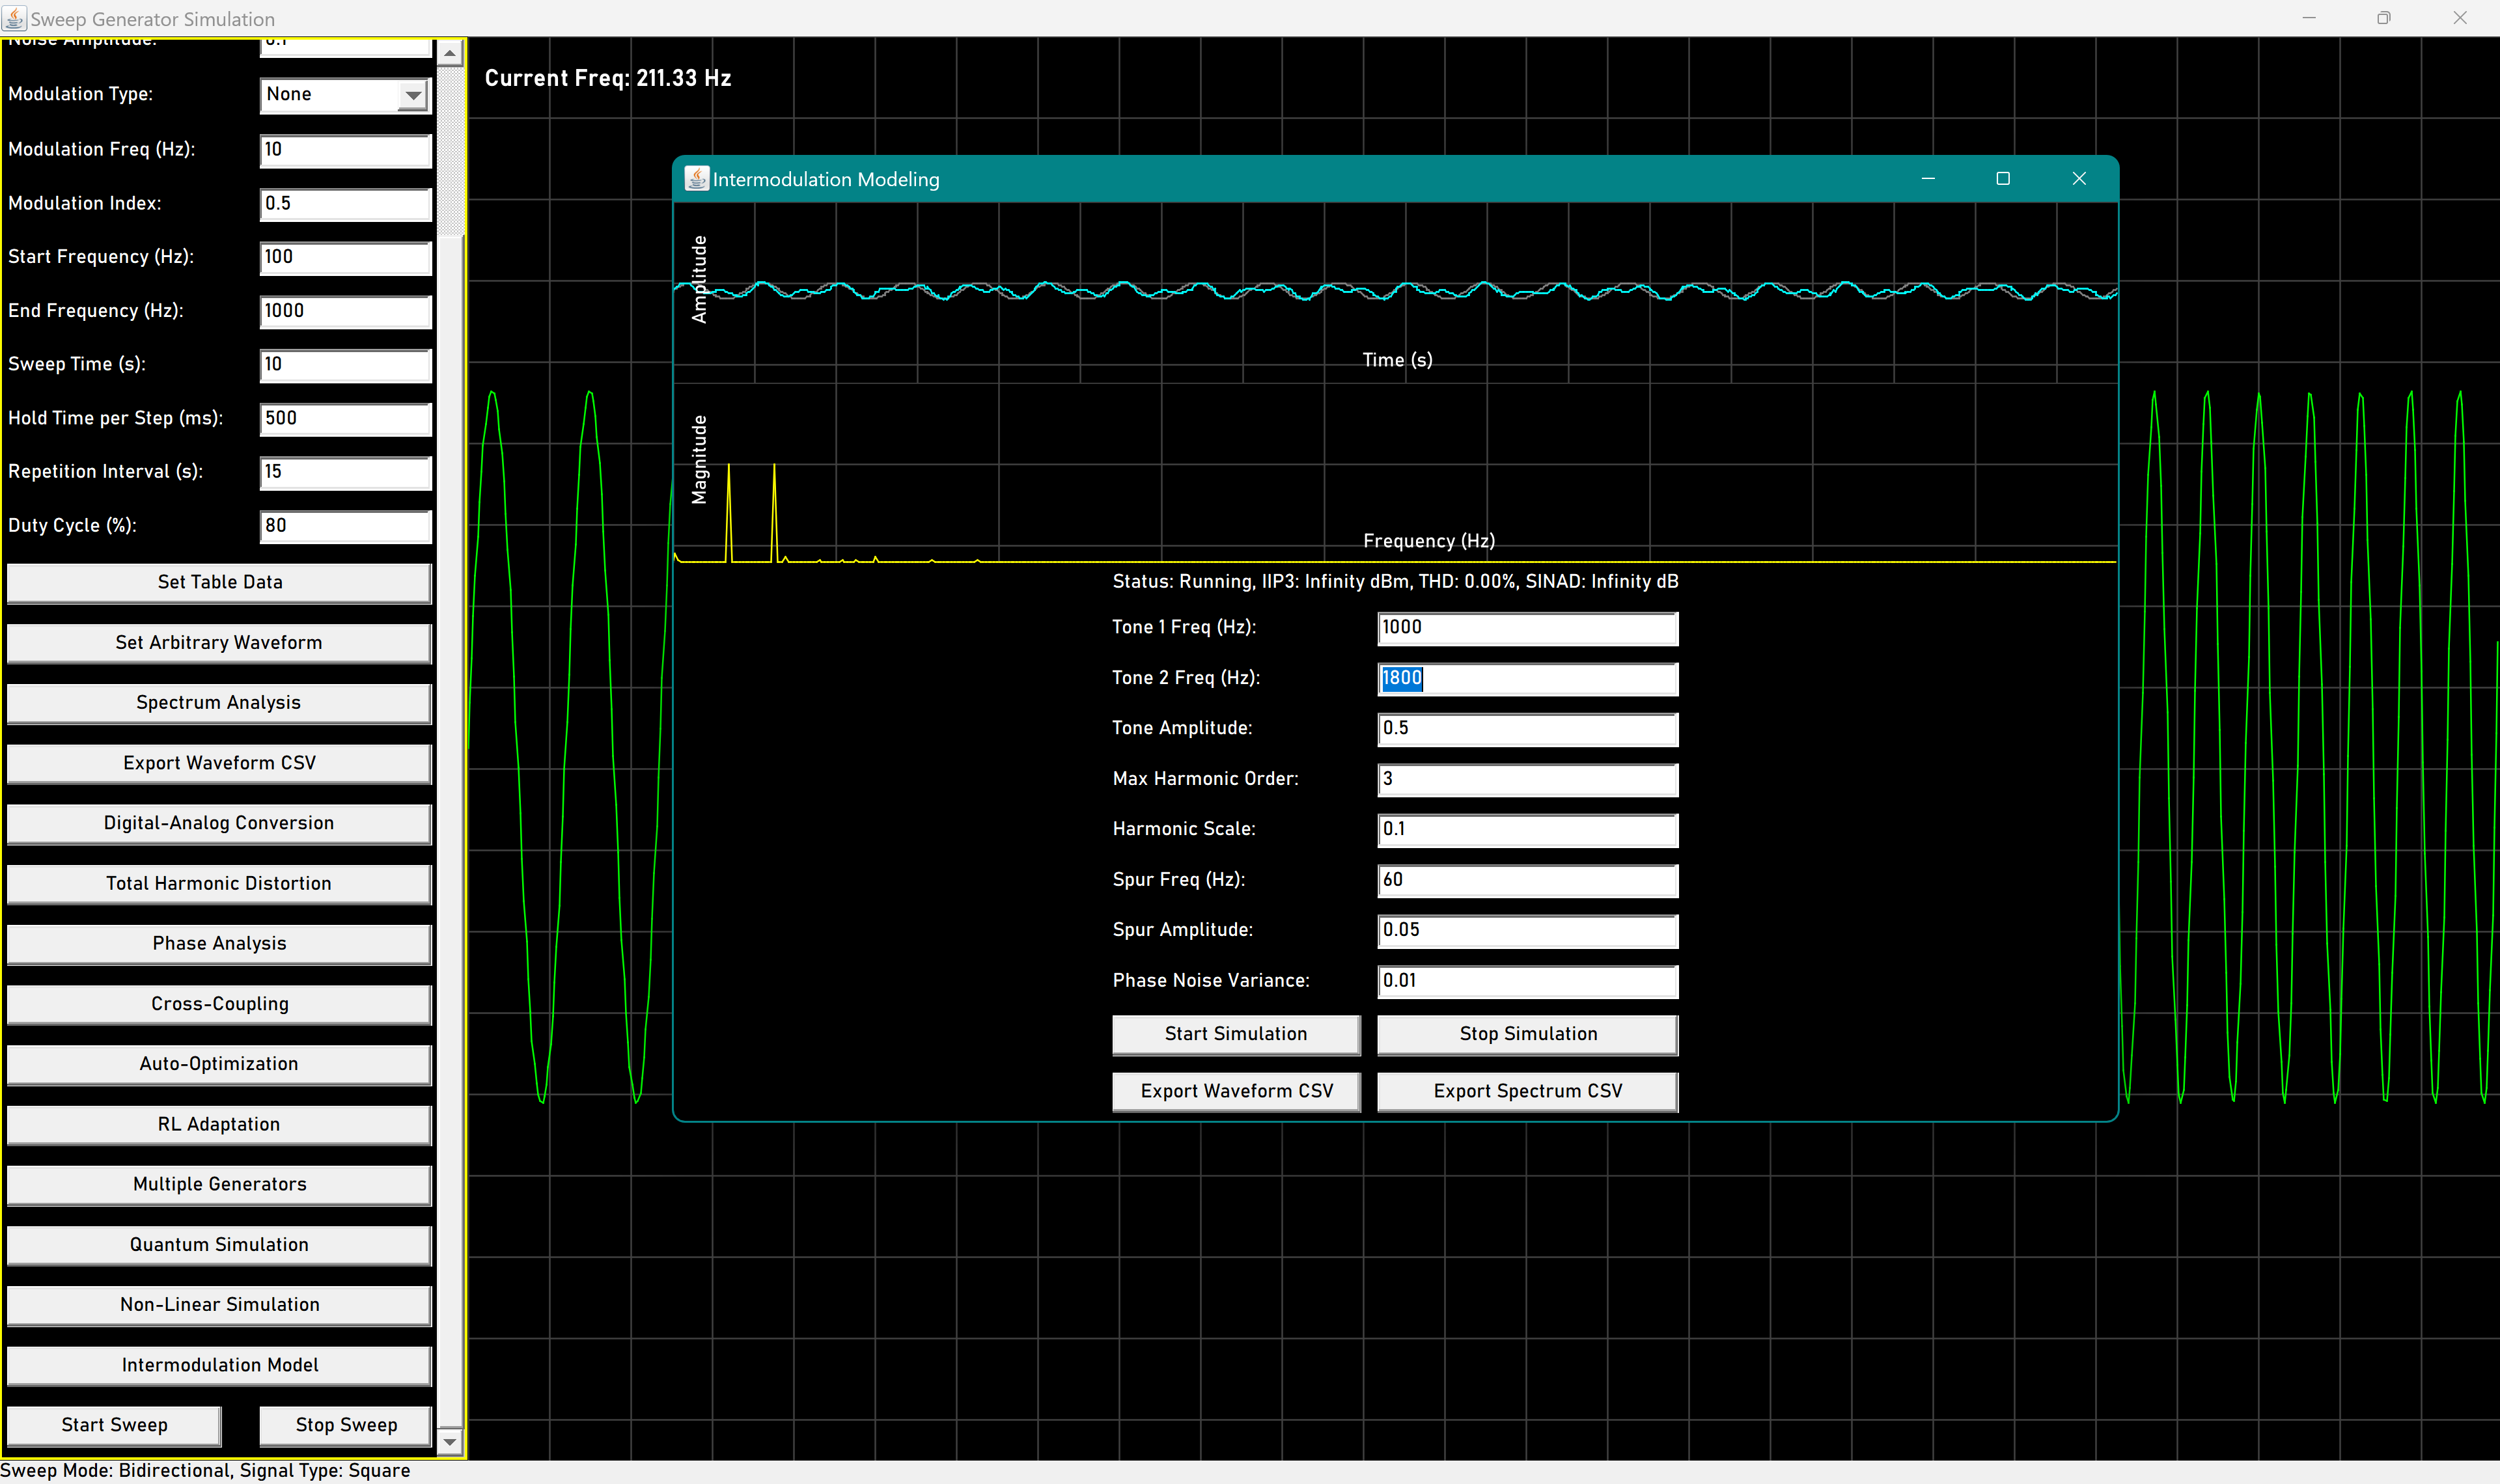 Sweep Generator Simulation
Noise Amplitude: 0.1
Modulation Type: None
Modulation Freq (Hz): 10
Modulation Index: 0.5
Start Frequency (Hz): 100
End Frequency (Hz): 1000
Sweep Time (s): 10
Hold Time per Step (ms): 500
Repetition Interval (s): 15
Duty Cycle (%): 80
Set Table Data
Set Arbitrary Waveform
Spectrum Analysis
Export Waveform CSV
Digital-Analog Conversion
Total Harmonic Distortion
Phase Analysis
Cross-Coupling
Auto-Optimization
RL Adaptation
Multiple Generators
Quantum Simulation
Non-Linear Simulation
Intermodulation Model
Start Sweep Stop Sweep
Current Freq: 211.33 Hz
Intermodulation Modeling
Amplitude
Time (s)
Magnitude
Frequency (Hz)
Status: Running, IIP3: Infinity dBm, THD: 0.00%, SINAD: Infinity dB
Tone 1 Freq (Hz): 1000
Tone 2 Freq (Hz): 1800
Tone Amplitude: 0.5
Max Harmonic Order: 3
Harmonic Scale: 0.1
Spur Freq (Hz): 60
Spur Amplitude: 0.05
Phase Noise Variance: 0.01
Start Simulation Stop Simulation
Export Waveform CSV Export Spectrum CSV
Sweep Mode: Bidirectional, Signal Type: Square